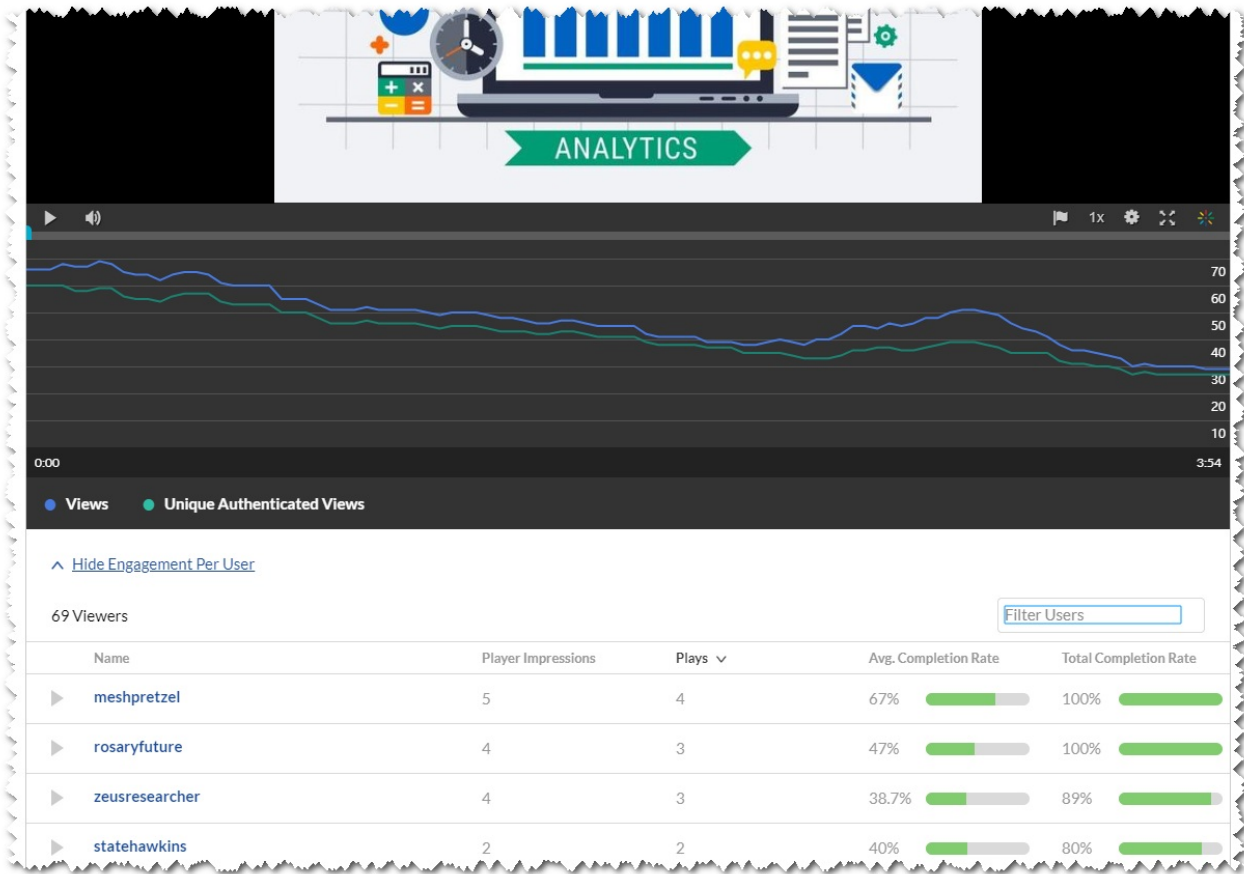 ANALYTICS
1x
70
60
50
40
30
20
10
0:00 3:54
Views Unique Authenticated Views
Hide Engagement Per User
69 Viewers Filter Users
Name Player Impressions Plays Avg. Completion Rate Total Completion Rate
meshpretzel 5 4 67% 100%
rosaryfuture 4 3 47% 100%
zeusresearcher 4 3 38.7% 89%
statehawkins 2 2 40% 80%